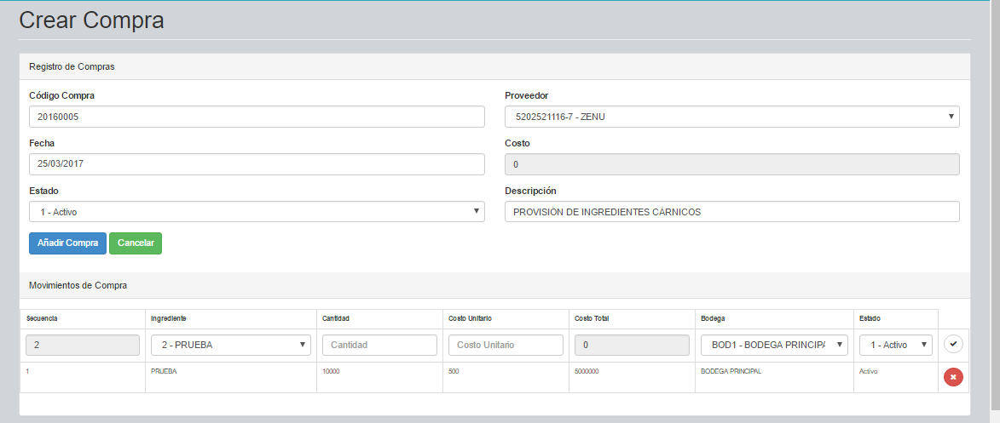 Crear Compra
Registro de Compras
Código Compra
20160005
Proveedor
5202521116-7 - ZENU
Fecha
25/03/2017
Costo
0
Estado
1 - Activo
Descripción
PROVISIÓN DE INGREDIENTES CÁRNICOS
Añadir Compra Cancelar
Movimientos de Compra
Secuencia Ingrediente Cantidad Costo Unitario Costo Total Bodega Estado
2 2 - PRUEBA Cantidad Costo Unitario 0 BOD1 - BODEGA PRINCIPA 1 - Activo
1 PRUEBA 10000 500 5000000 BODEGA PRINCIPAL Activo